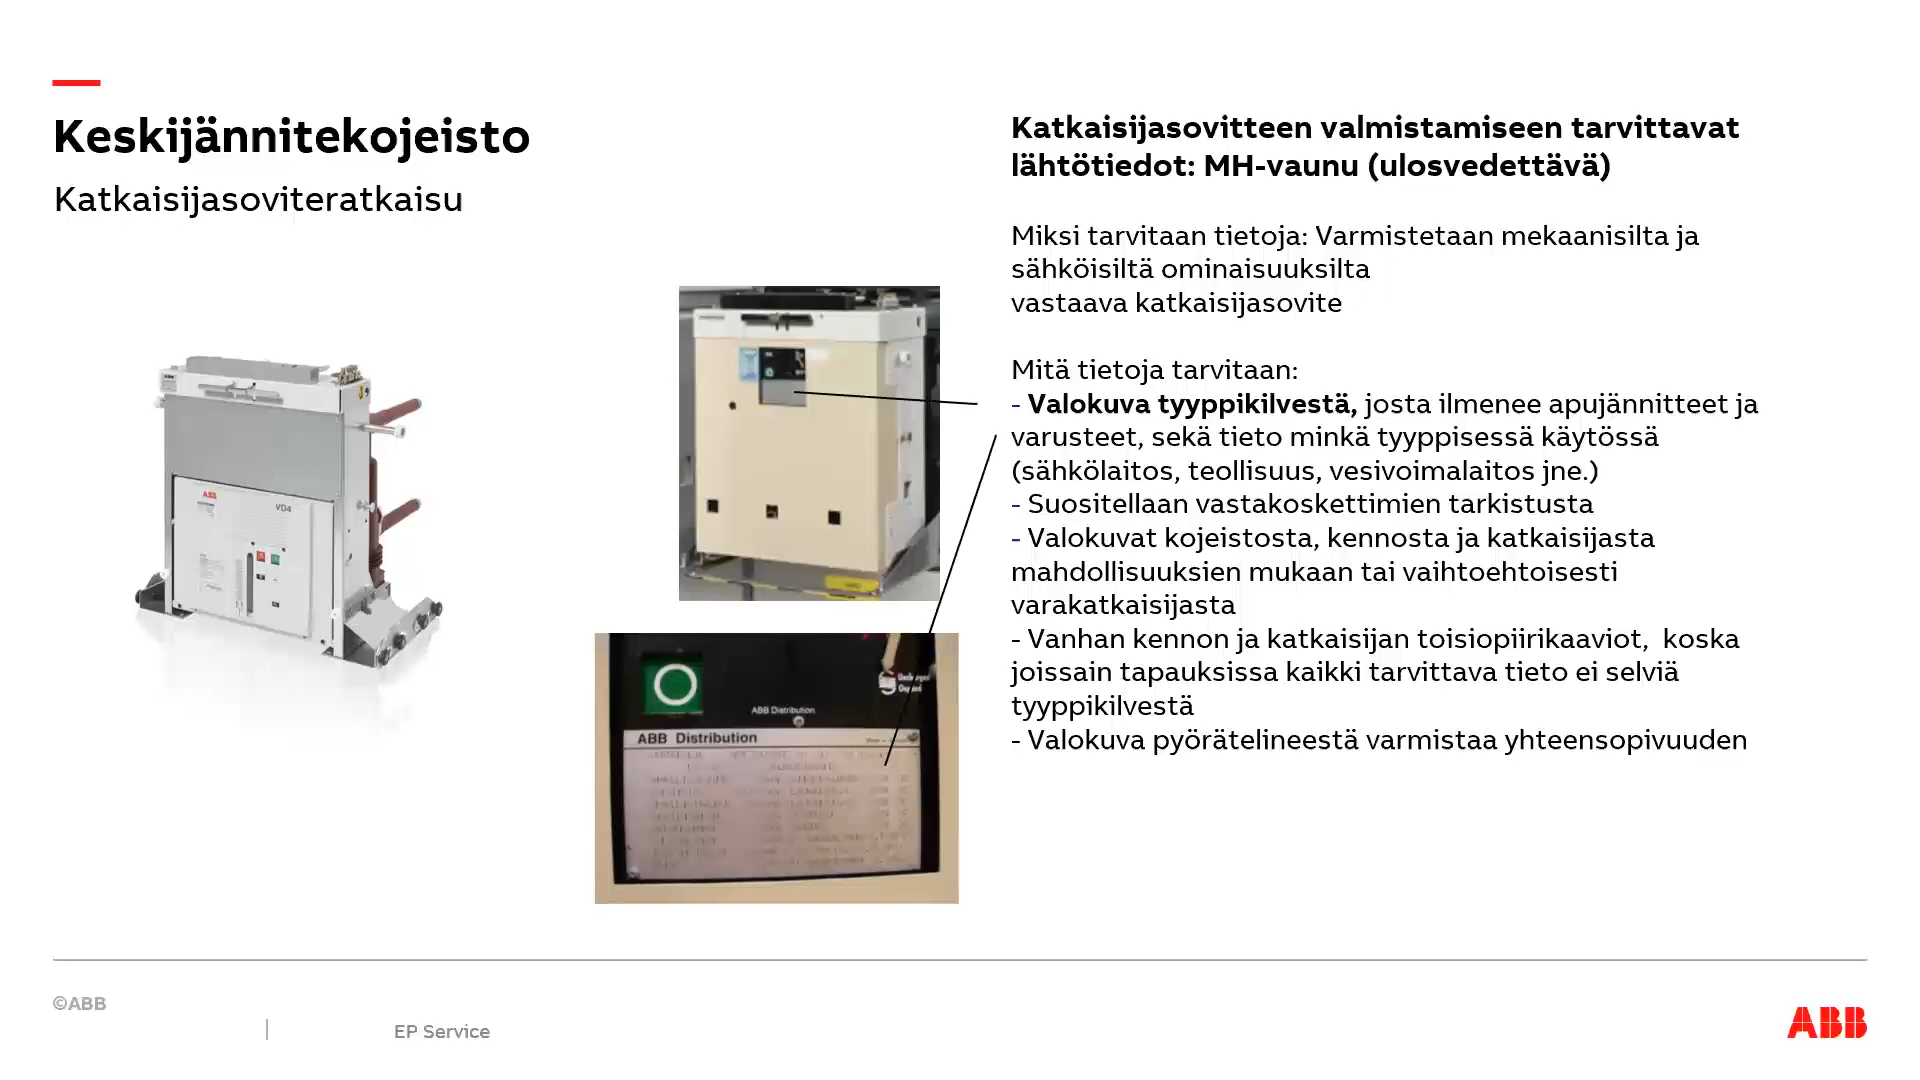 Keskijännitekojeisto
Katkaisijasoviteratkaisu
ABB
VD4
ABB Distribution
ABB Distribution
Katkaisijasovitteen valmistamiseen tarvittavat
lähtötiedot: MH-vaunu (ulosvedettävä)
Miksi tarvitaan tietoja: Varmistetaan mekaanisilta ja
sähköisiltä ominaisuuksilta
vastaava katkaisijasovite
Mitä tietoja tarvitaan:
- Valokuva tyyppikilvestä, josta ilmenee apujännitteet ja
varusteet, sekä tieto minkä tyyppisessä käytössä
(sähkölaitos, teollisuus, vesivoimalaitos jne.)
- Suositellaan vastakoskettimien tarkistusta
- Valokuvat kojeistosta, kennosta ja katkaisijasta
mahdollisuuksien mukaan tai vaihtoehtoisesti
varakatkaisijasta
- Vanhan kennon ja katkaisijan toisiopiirikaaviot, koska
joissain tapauksissa kaikki tarvittava tieto ei selviä
tyyppikilvestä
- Valokuva pyörätelineestä varmistaa yhteensopivuuden
©ABB
EP Service
ABB